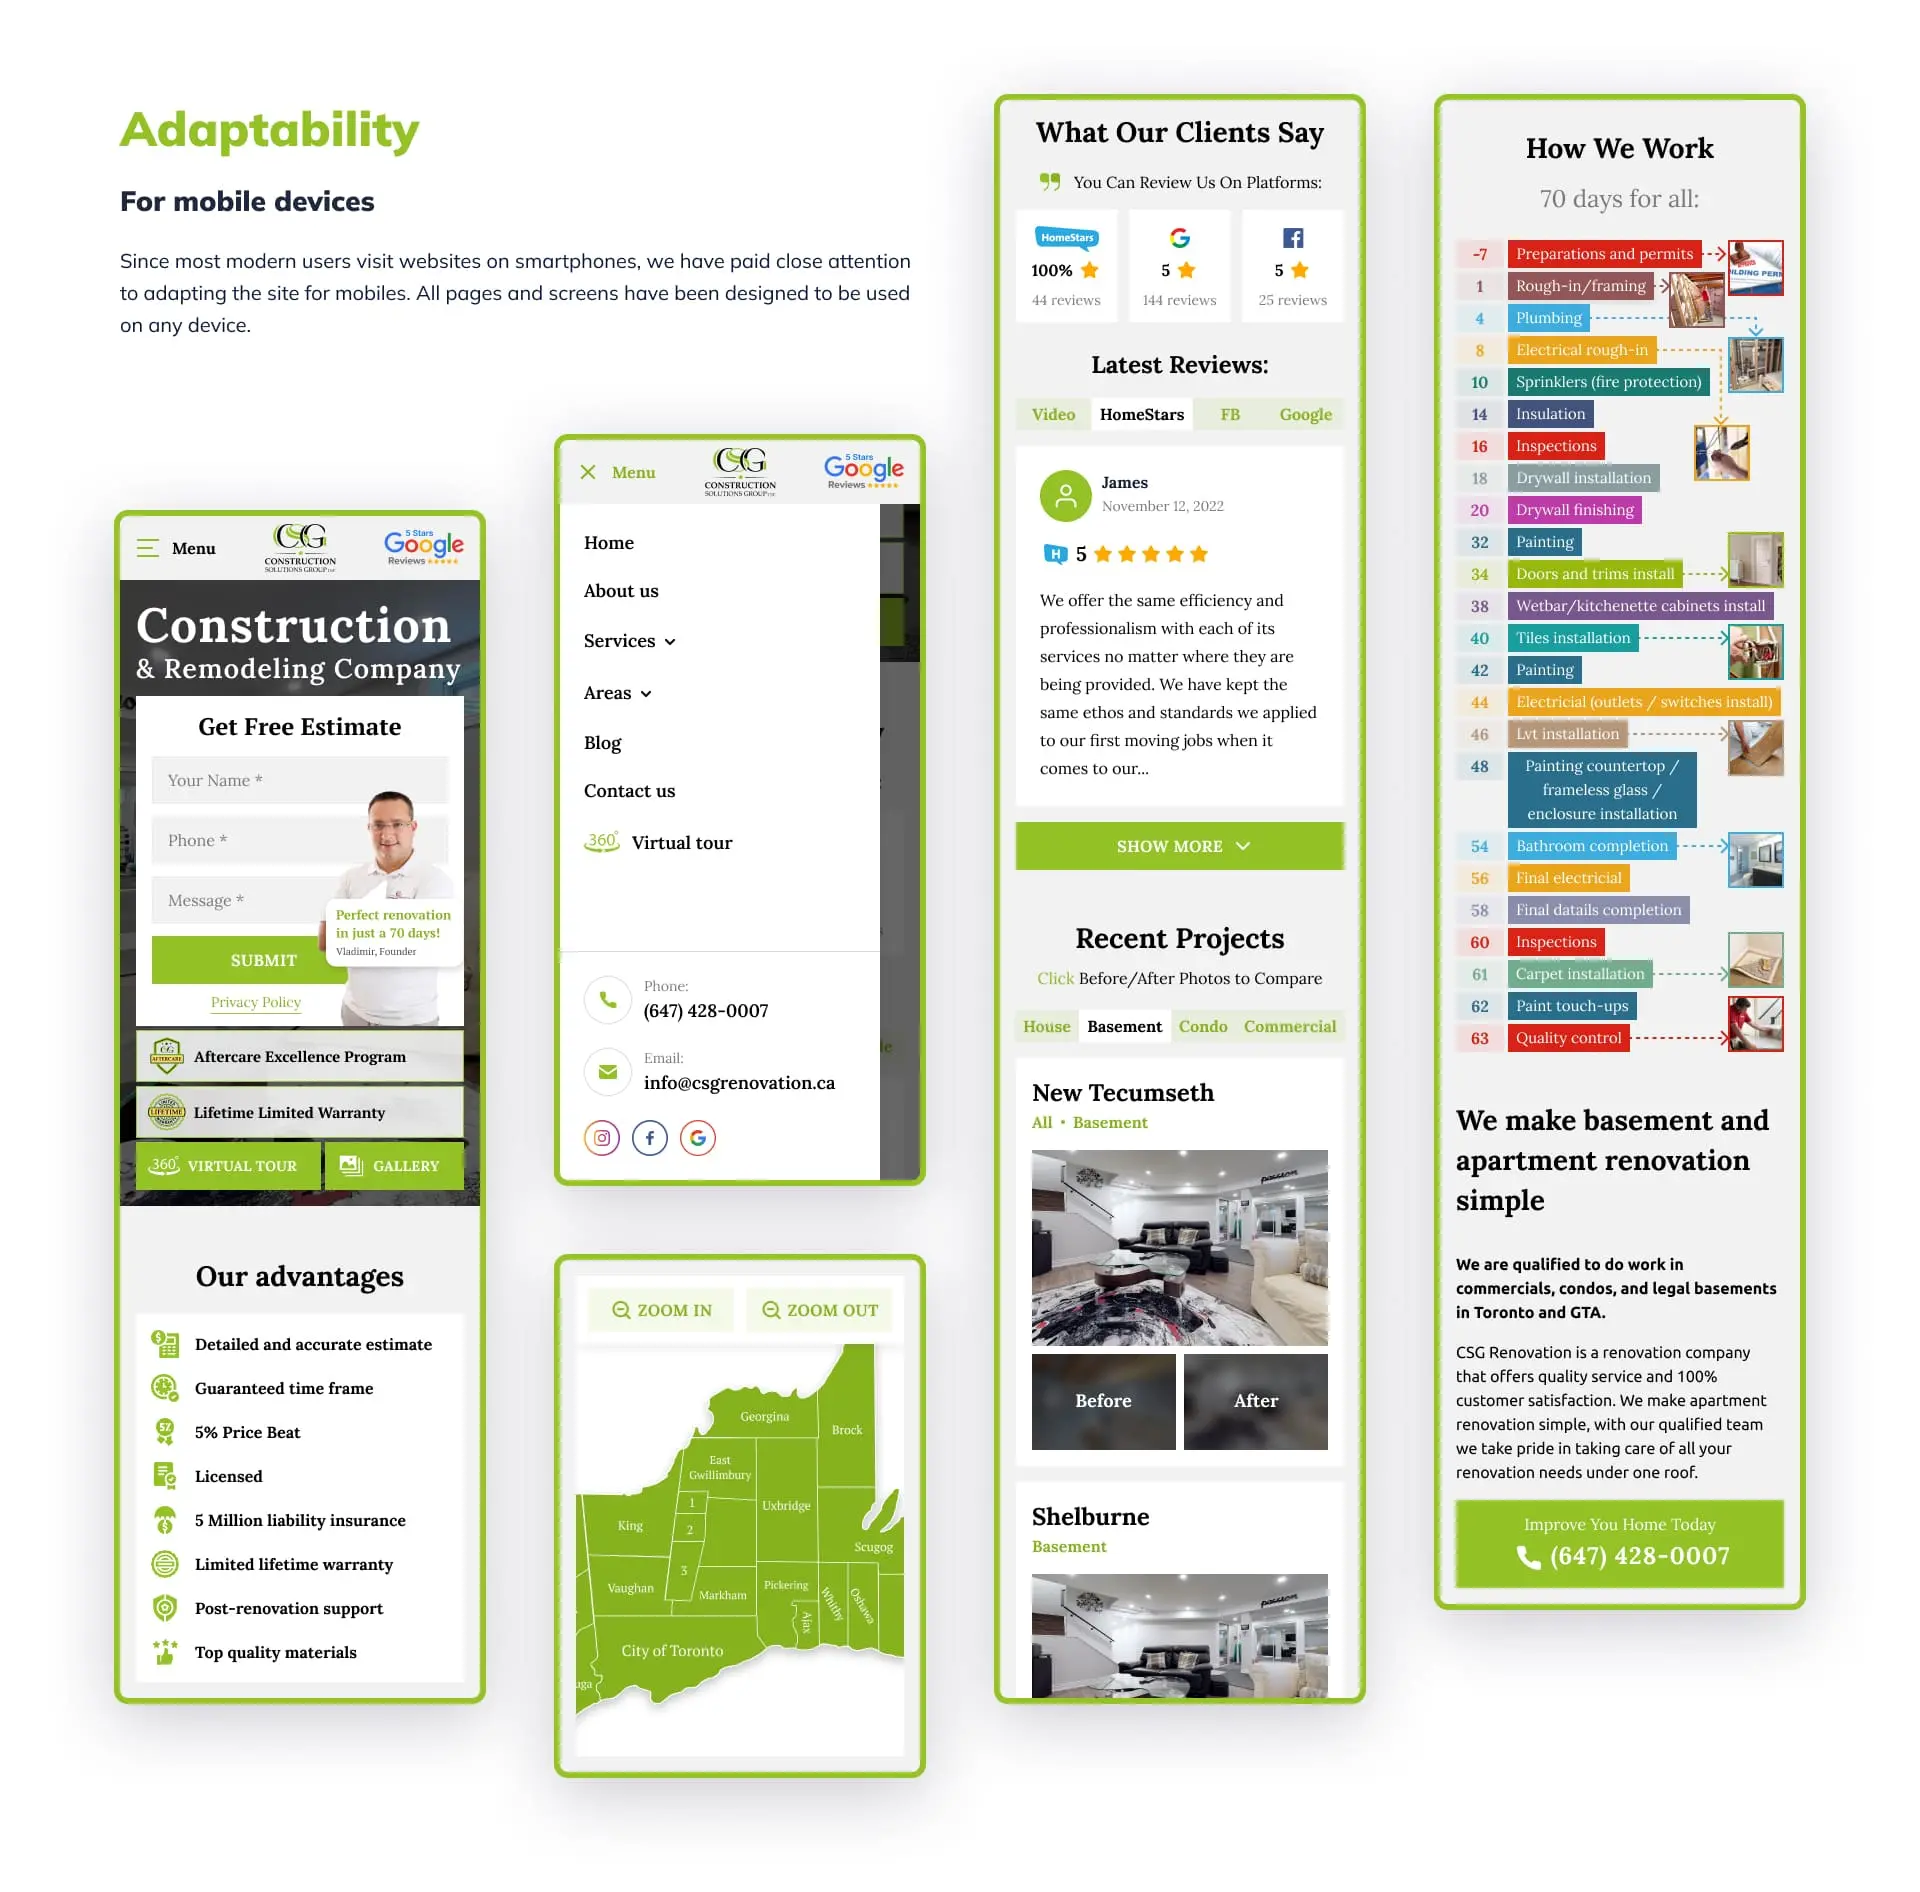 Adaptability
For mobile devices
Since most modern users visit websites on smartphones, we have paid close attention
to adapting the site for mobiles. All pages and screens have been designed to be used
on any device.
Menu
CSG
CONSTRUCTION
SOLUTIONS GROUP
5 Stars
Google
Reviews
Construction
& Remodeling Company
Get Free Estimate
Your Name *
Phone *
Message *
Perfect renovation
in just a 70 days!
Vladimir, Founder
SUBMIT
Privacy Policy
AFTERCARE
Aftercare Excellence Program
LIFETIME
Lifetime Limited Warranty
360° VIRTUAL TOUR
GALLERY
Our advantages
Detailed and accurate estimate
Guaranteed time frame
5% Price Beat
Licensed
5 Million liability insurance
Limited lifetime warranty
Post-renovation support
Top quality materials
Menu
CSG
CONSTRUCTION
SOLUTIONS GROUP
5 Stars
Google
Reviews
Home
About us
Services
Areas
Blog
Contact us
360° Virtual tour
Phone:
(647) 428-0007
Email:
info@csgrenovation.ca
ZOOM IN
ZOOM OUT
Georgina
Brock
East
Gwillimbury
1
Uxbridge
King
2
Scugog
3
Vaughan
Markham
Pickering
Whitby
Oshawa
Ajax
City of Toronto
uga
What Our Clients Say
You Can Review Us On Platforms:
HomeStars
100%
44 reviews
5
144 reviews
5
25 reviews
Latest Reviews:
Video HomeStars FB Google
James
November 12, 2022
H 5
We offer the same efficiency and
professionalism with each of its
services no matter where they are
being provided. We have kept the
same ethos and standards we applied
to our first moving jobs when it
comes to our...
SHOW MORE
Recent Projects
Click Before/After Photos to Compare
House Basement Condo Commercial
New Tecumseth
All • Basement
passion
Before
After
Shelburne
Basement
passion
How We Work
70 days for all:
-7 Preparations and permits
1 Rough-in/framing
4 Plumbing
8 Electrical rough-in
10 Sprinklers (fire protection)
14 Insulation
16 Inspections
18 Drywall installation
20 Drywall finishing
32 Painting
34 Doors and trims install
38 Wetbar/kitchenette cabinets install
40 Tiles installation
42 Painting
44 Electricial (outlets / switches install)
46 Lvt installation
48 Painting countertop /
frameless glass /
enclosure installation
54 Bathroom completion
56 Final electricial
58 Final datails completion
60 Inspections
61 Carpet installation
62 Paint touch-ups
63 Quality control
We make basement and
apartment renovation
simple
We are qualified to do work in
commercials, condos, and legal basements
in Toronto and GTA.
CSG Renovation is a renovation company
that offers quality service and 100%
customer satisfaction. We make apartment
renovation simple, with our qualified team
we take pride in taking care of all your
renovation needs under one roof.
Improve You Home Today
(647) 428-0007